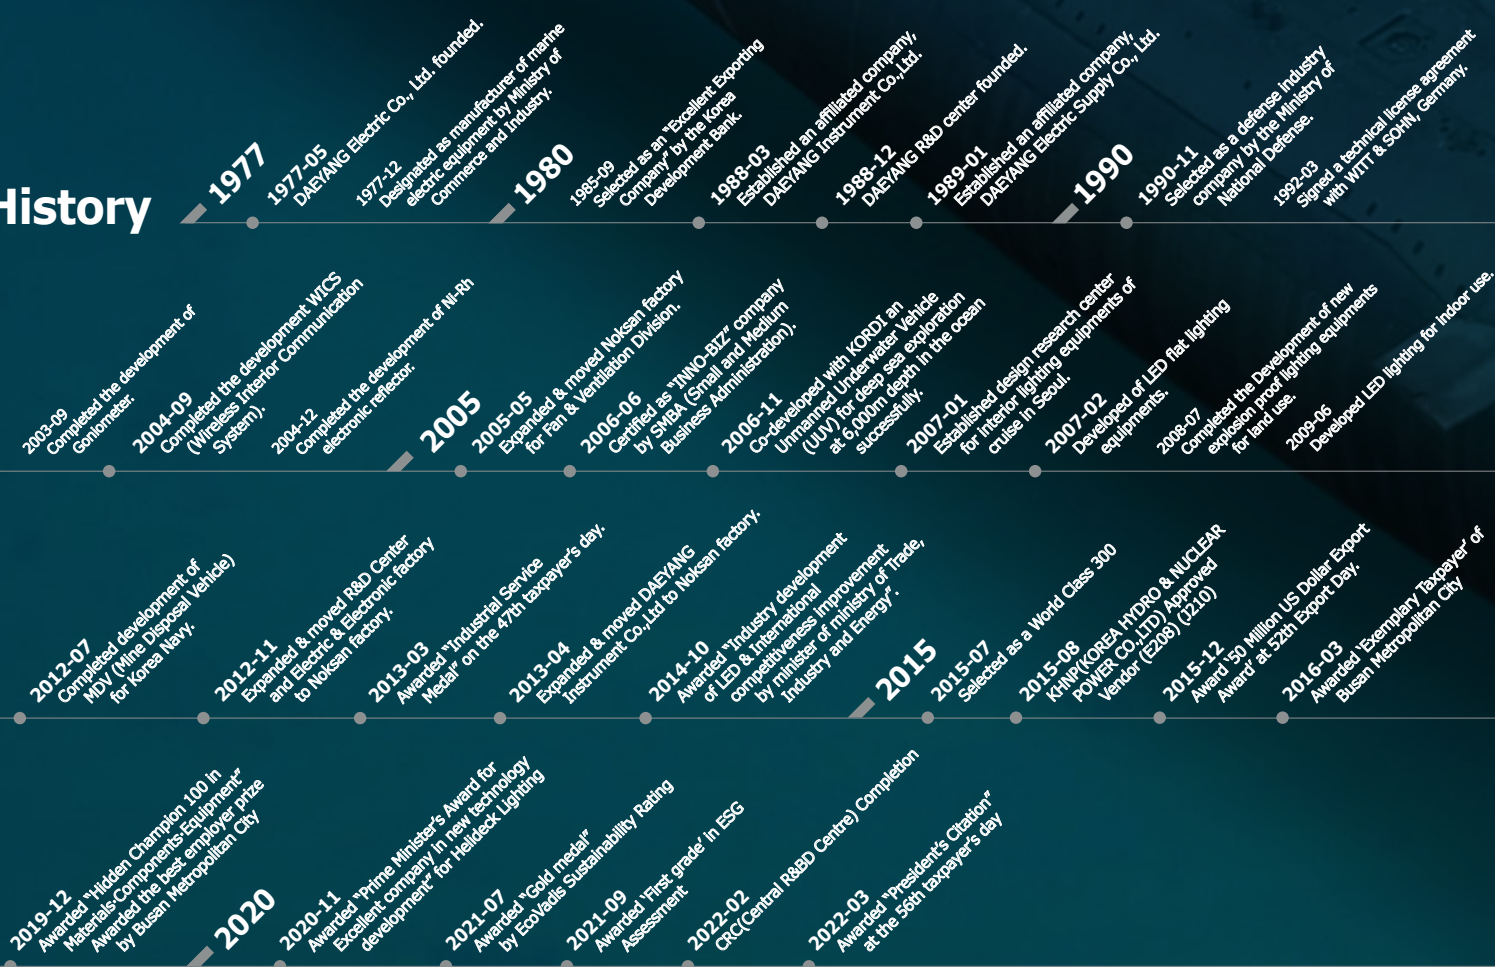 History
1977
1977-05
DAEYANG Electric Co., Ltd. founded.
1977-12
Designated as manufacturer of marine
electric equipment by Ministry of
Commerce and Industry.
1980
1985-09
Selected as an "Excellent Exporting
Company' by the Korea
Development Bank.
1988-03
Established an affiliated company,
DAEYANG Instrument Co.,Ltd.
1988-12
DAEYANG R&D center founded.
1989-01
Established an affiliated company,
DAEYANG Electric Supply Co., Ltd.
1990
1990-11
Selected as a defense industry
company by the Ministry of
National Defense.
1992-03
Signed a technical license agreement
with WITT & SOHN, Germany.
2003-09
Completed the development of
Goniometer.
2004-09
Completed the development WICS
(Wireless Interior Communication
System).
2004-12
Completed the development of Ni-Rh
electronic reflector.
2005
2005-05
Expanded & moved Noksan factory
for Fan & Ventilation Division.
2006-06
Certified as "INNO-BIZ" company
by SMBA (Small and Medium
Business Administration).
2006-11
Co-developed with KORDI an
Unmanned Underwater Vehicle
(UUV) for deep sea exploration
at 6,000m depth in the ocean
successfully.
2007-01
Established design research center
for interior lighting equipments of
cruise in Seoul.
2007-02
Developed of LED flat lighting
equipments.
2008-07
Completed the Development of new
explosion proof lighting equipments
for land use.
2009-06
Developed LED lighting for indoor use.
2012-07
Completed development of
MDV (Mine Disposal Vehicle)
for Korea Navy.
2012-11
Expanded & moved R&D Center
and Electric & Electronic factory
to Noksan factory.
2013-03
Awarded "Industrial Service
Medal" on the 47th taxpayer's day.
2013-04
Expanded & moved DAEYANG
Instrument Co.,Ltd to Noksan factory.
2014-10
Awarded "Industry development
of LED & International
competitiveness improvement
by minister of ministry of Trade,
Industry and Energy".
2015
2015-07
Selected as a World Class 300
2015-08
KHNP(KOREA HYDRO & NUCLEAR
POWER CO.,LTD) Approved
Vendor (E208) (J210)
2015-12
Award '50 Million US Dollar Export
Award' at 52th Export Day.
2016-03
Awarded 'Exemplary Taxpayer' of
Busan Metropolitan City
2019-12
Awarded "Hidden Champion 100 in
Materials·Components·Equipment"
Awarded the best employer prize
by Busan Metropolitan City
2020
2020-11
Awarded "Prime Minister's Award for
Excellent company in new technology
development" for Helideck Lighting
2021-07
Awarded "Gold medal"
by EcoVadis Sustainability Rating
2021-09
Awarded 'First grade' in ESG
Assessment
2022-02
CRC(Central R&BD Centre) Completion
2022-03
Awarded "President's Citation"
at the 56th taxpayer's day